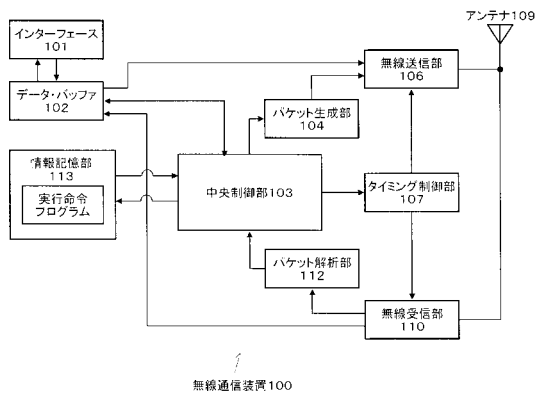 アンテナ109
インターフェース
101
データ・バッファ
102
無線送信部
106
パケット生成部
104
情報記憶部
113
実行命令
プログラム
中央制御部103
タイミング制御部
107
パケット解析部
112
無線受信部
110
無線通信装置100